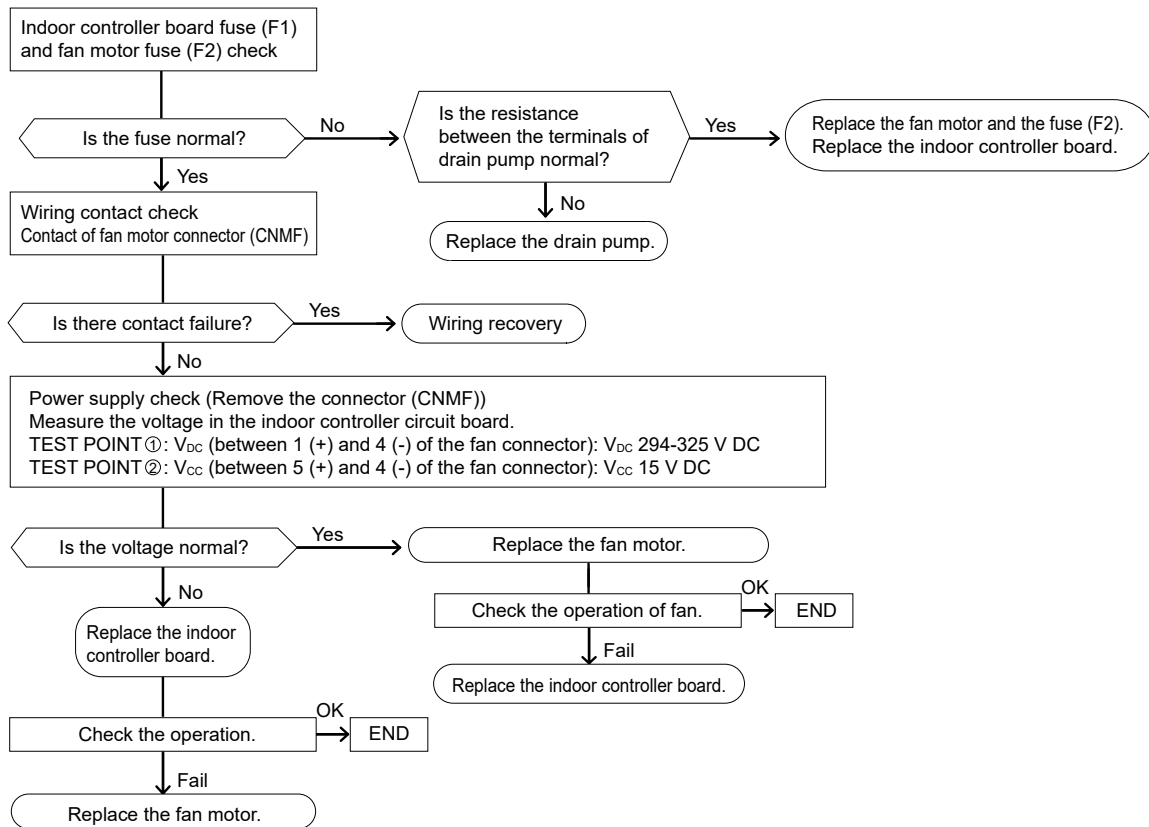 Indoor controller board fuse (F1)
and fan motor fuse (F2) check
Is the fuse normal?
No
Is the resistance
between the terminals of
drain pump normal?
Yes
Replace the fan motor and the fuse (F2).
Replace the indoor controller board.
No
Replace the drain pump.
Yes
Wiring contact check
Contact of fan motor connector (CNMF)
Is there contact failure?
Yes
Wiring recovery
No
Power supply check (Remove the connector (CNMF))
Measure the voltage in the indoor controller circuit board.
TEST POINT ①: VDC (between 1 (+) and 4 (-) of the fan connector): VDC 294-325 V DC
TEST POINT ②: VCC (between 5 (+) and 4 (-) of the fan connector): VCC 15 V DC
Is the voltage normal?
Yes
Replace the fan motor.
Check the operation of fan.
OK
END
Fail
Replace the indoor controller board.
No
Replace the indoor
controller board.
Check the operation.
OK
END
Fail
Replace the fan motor.